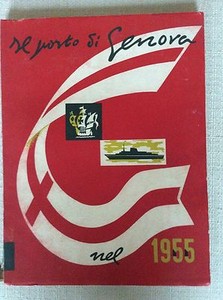 Il porto di Genova
nel 1955